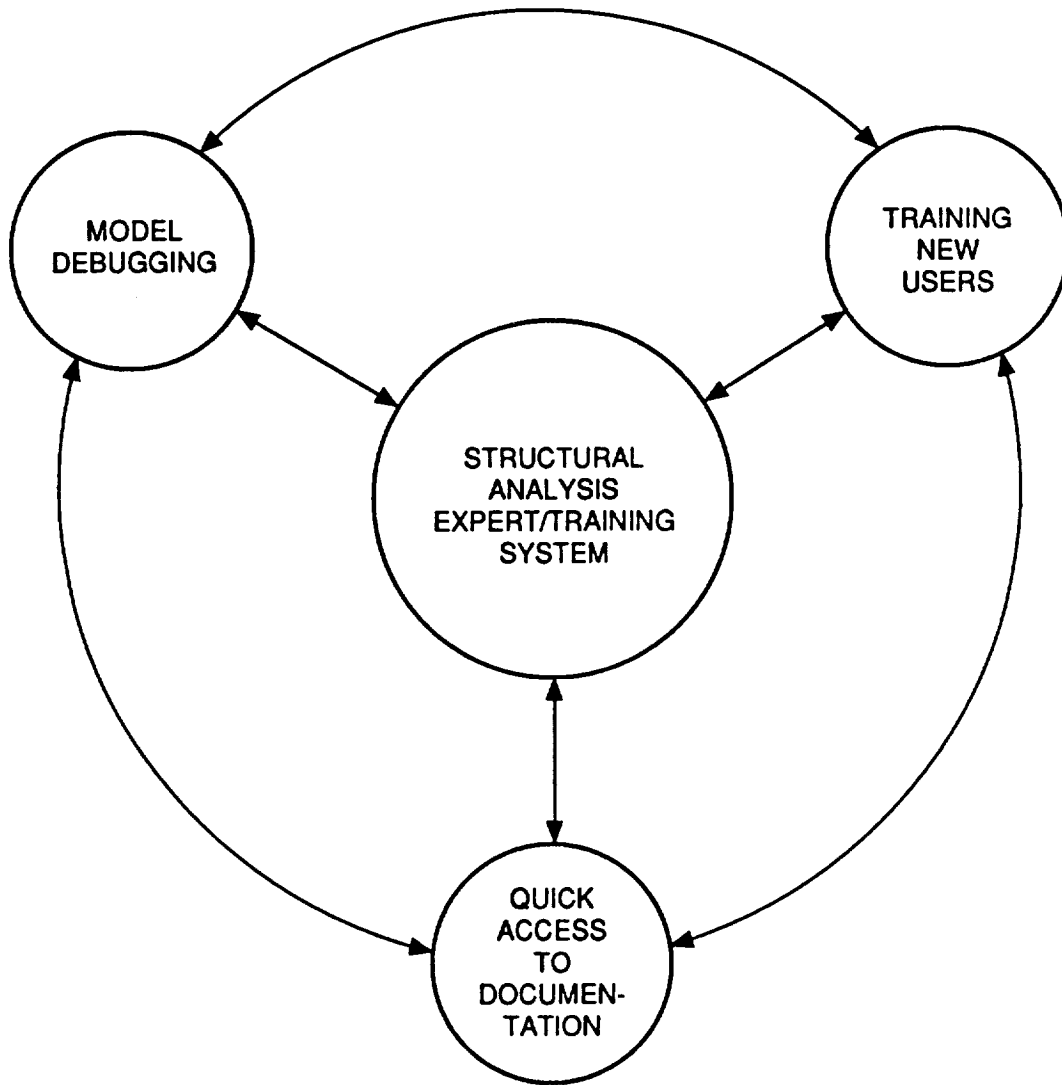 MODEL
DEBUGGING
TRAINING
NEW
USERS
STRUCTURAL
ANALYSIS
EXPERT/TRAINING
SYSTEM
QUICK
ACCESS
TO
DOCUMEN-
TATION